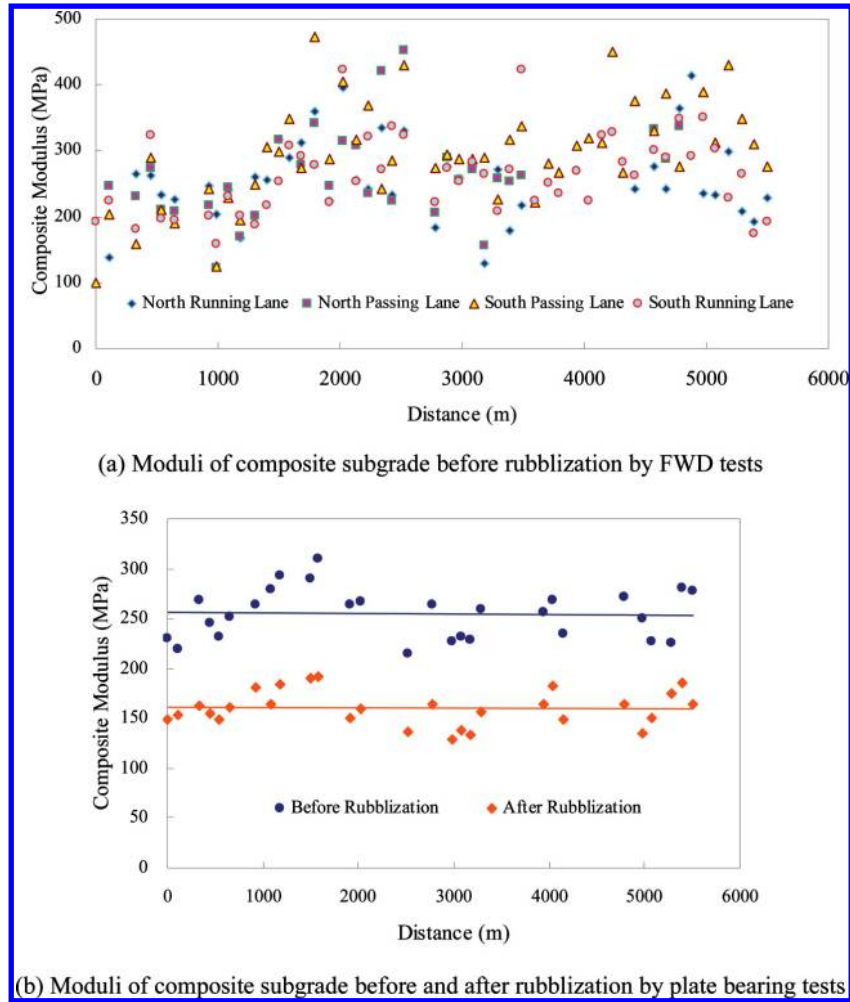 500
400
300
200
100
0
Composite Modulus (MPa)
North Running Lane North Passing Lane South Passing Lane South Running Lane
0 1000 2000 3000 4000 5000 6000
Distance (m)
(a) Moduli of composite subgrade before rubblization by FWD tests
350
300
250
200
150
100
50
0
Composite Modulus (MPa)
Before Rubblization After Rubblization
0 1000 2000 3000 4000 5000 6000
Distance (m)
(b) Moduli of composite subgrade before and after rubblization by plate bearing tests